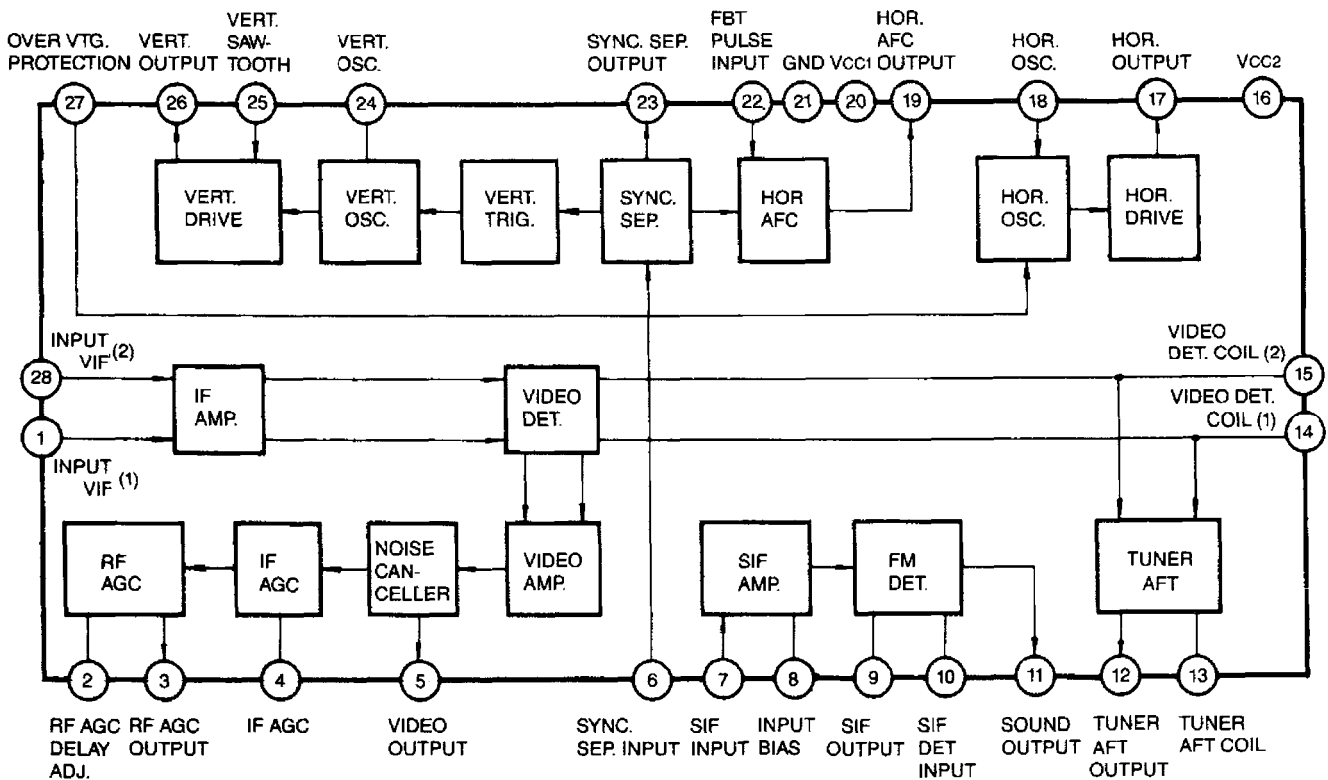 OVER VTG.
PROTECTION
VERT.
OUTPUT
VERT.
SAW-
TOOTH
VERT.
OSC.
SYNC. SEP.
OUTPUT
FBT
PULSE
INPUT
GND
VCC1
HOR.
AFC
OUTPUT
HOR.
OSC.
HOR.
OUTPUT
VCC2
27
26
25
24
23
22
21
20
19
18
17
16
VERT.
DRIVE
VERT.
OSC.
VERT.
TRIG.
SYNC.
SEP.
HOR
AFC
HOR.
OSC.
HOR.
DRIVE
INPUT
VIF (2)
28
1
INPUT
VIF (1)
IF
AMP.
VIDEO
DET.
VIDEO
DET. COIL (2)
15
VIDEO DET.
COIL (1)
14
RF
AGC
IF
AGC
NOISE
CAN-
CELLER
VIDEO
AMP.
SIF
AMP.
FM
DET.
TUNER
AFT
2
3
4
5
6
7
8
9
10
11
12
13
RF AGC
DELAY
ADJ.
RF AGC
OUTPUT
IF AGC
VIDEO
OUTPUT
SYNC.
SEP. INPUT
SIF
INPUT
INPUT
BIAS
SIF
OUTPUT
SIF
DET
INPUT
SOUND
OUTPUT
TUNER
AFT
OUTPUT
TUNER
AFT COIL